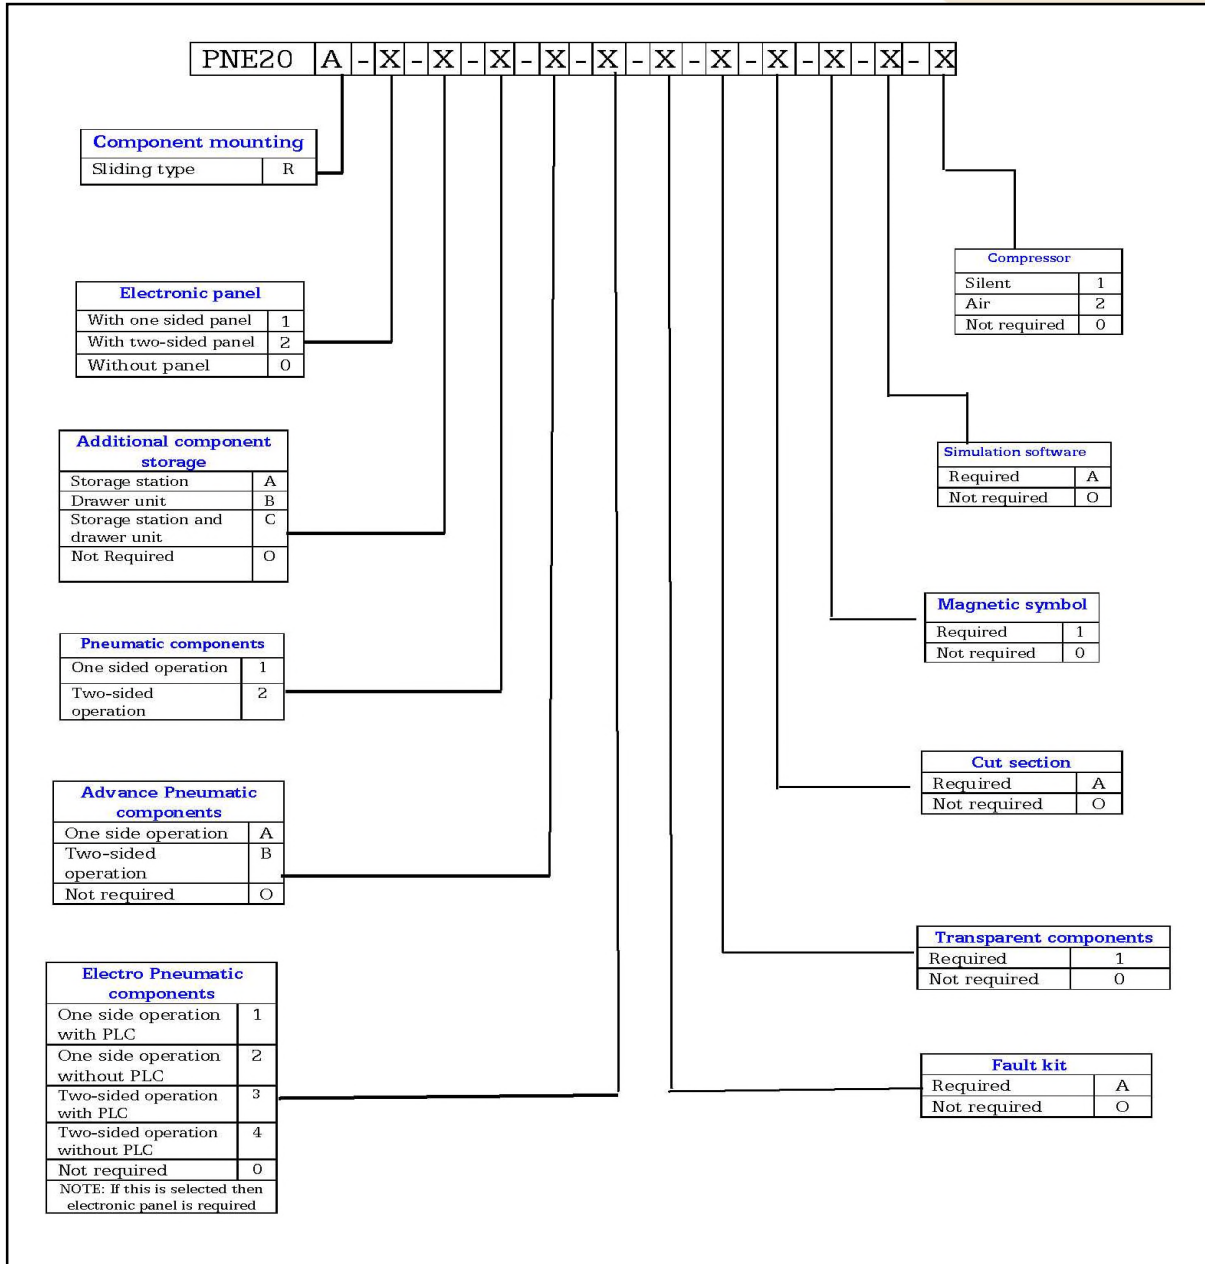 PNE20 A - X - X - X - X - X - X - X - X - X - X - X
Component mounting
Sliding type R
Electronic panel
With one sided panel 1
With two-sided panel 2
Without panel 0
Additional component
storage
Storage station A
Drawer unit B
Storage station and C
drawer unit
Not Required O
Pneumatic components
One sided operation 1
Two-sided 2
operation
Advance Pneumatic
components
One side operation A
Two-sided B
operation
Not required O
Electro Pneumatic
components
One side operation 1
with PLC
One side operation 2
without PLC
Two-sided operation 3
with PLC
Two-sided operation 4
without PLC
Not required 0
NOTE: If this is selected then
electronic panel is required
Compressor
Silent 1
Air 2
Not required 0
Simulation software
Required A
Not required O
Magnetic symbol
Required 1
Not required 0
Cut section
Required A
Not required O
Transparent components
Required 1
Not required 0
Fault kit
Required A
Not required O